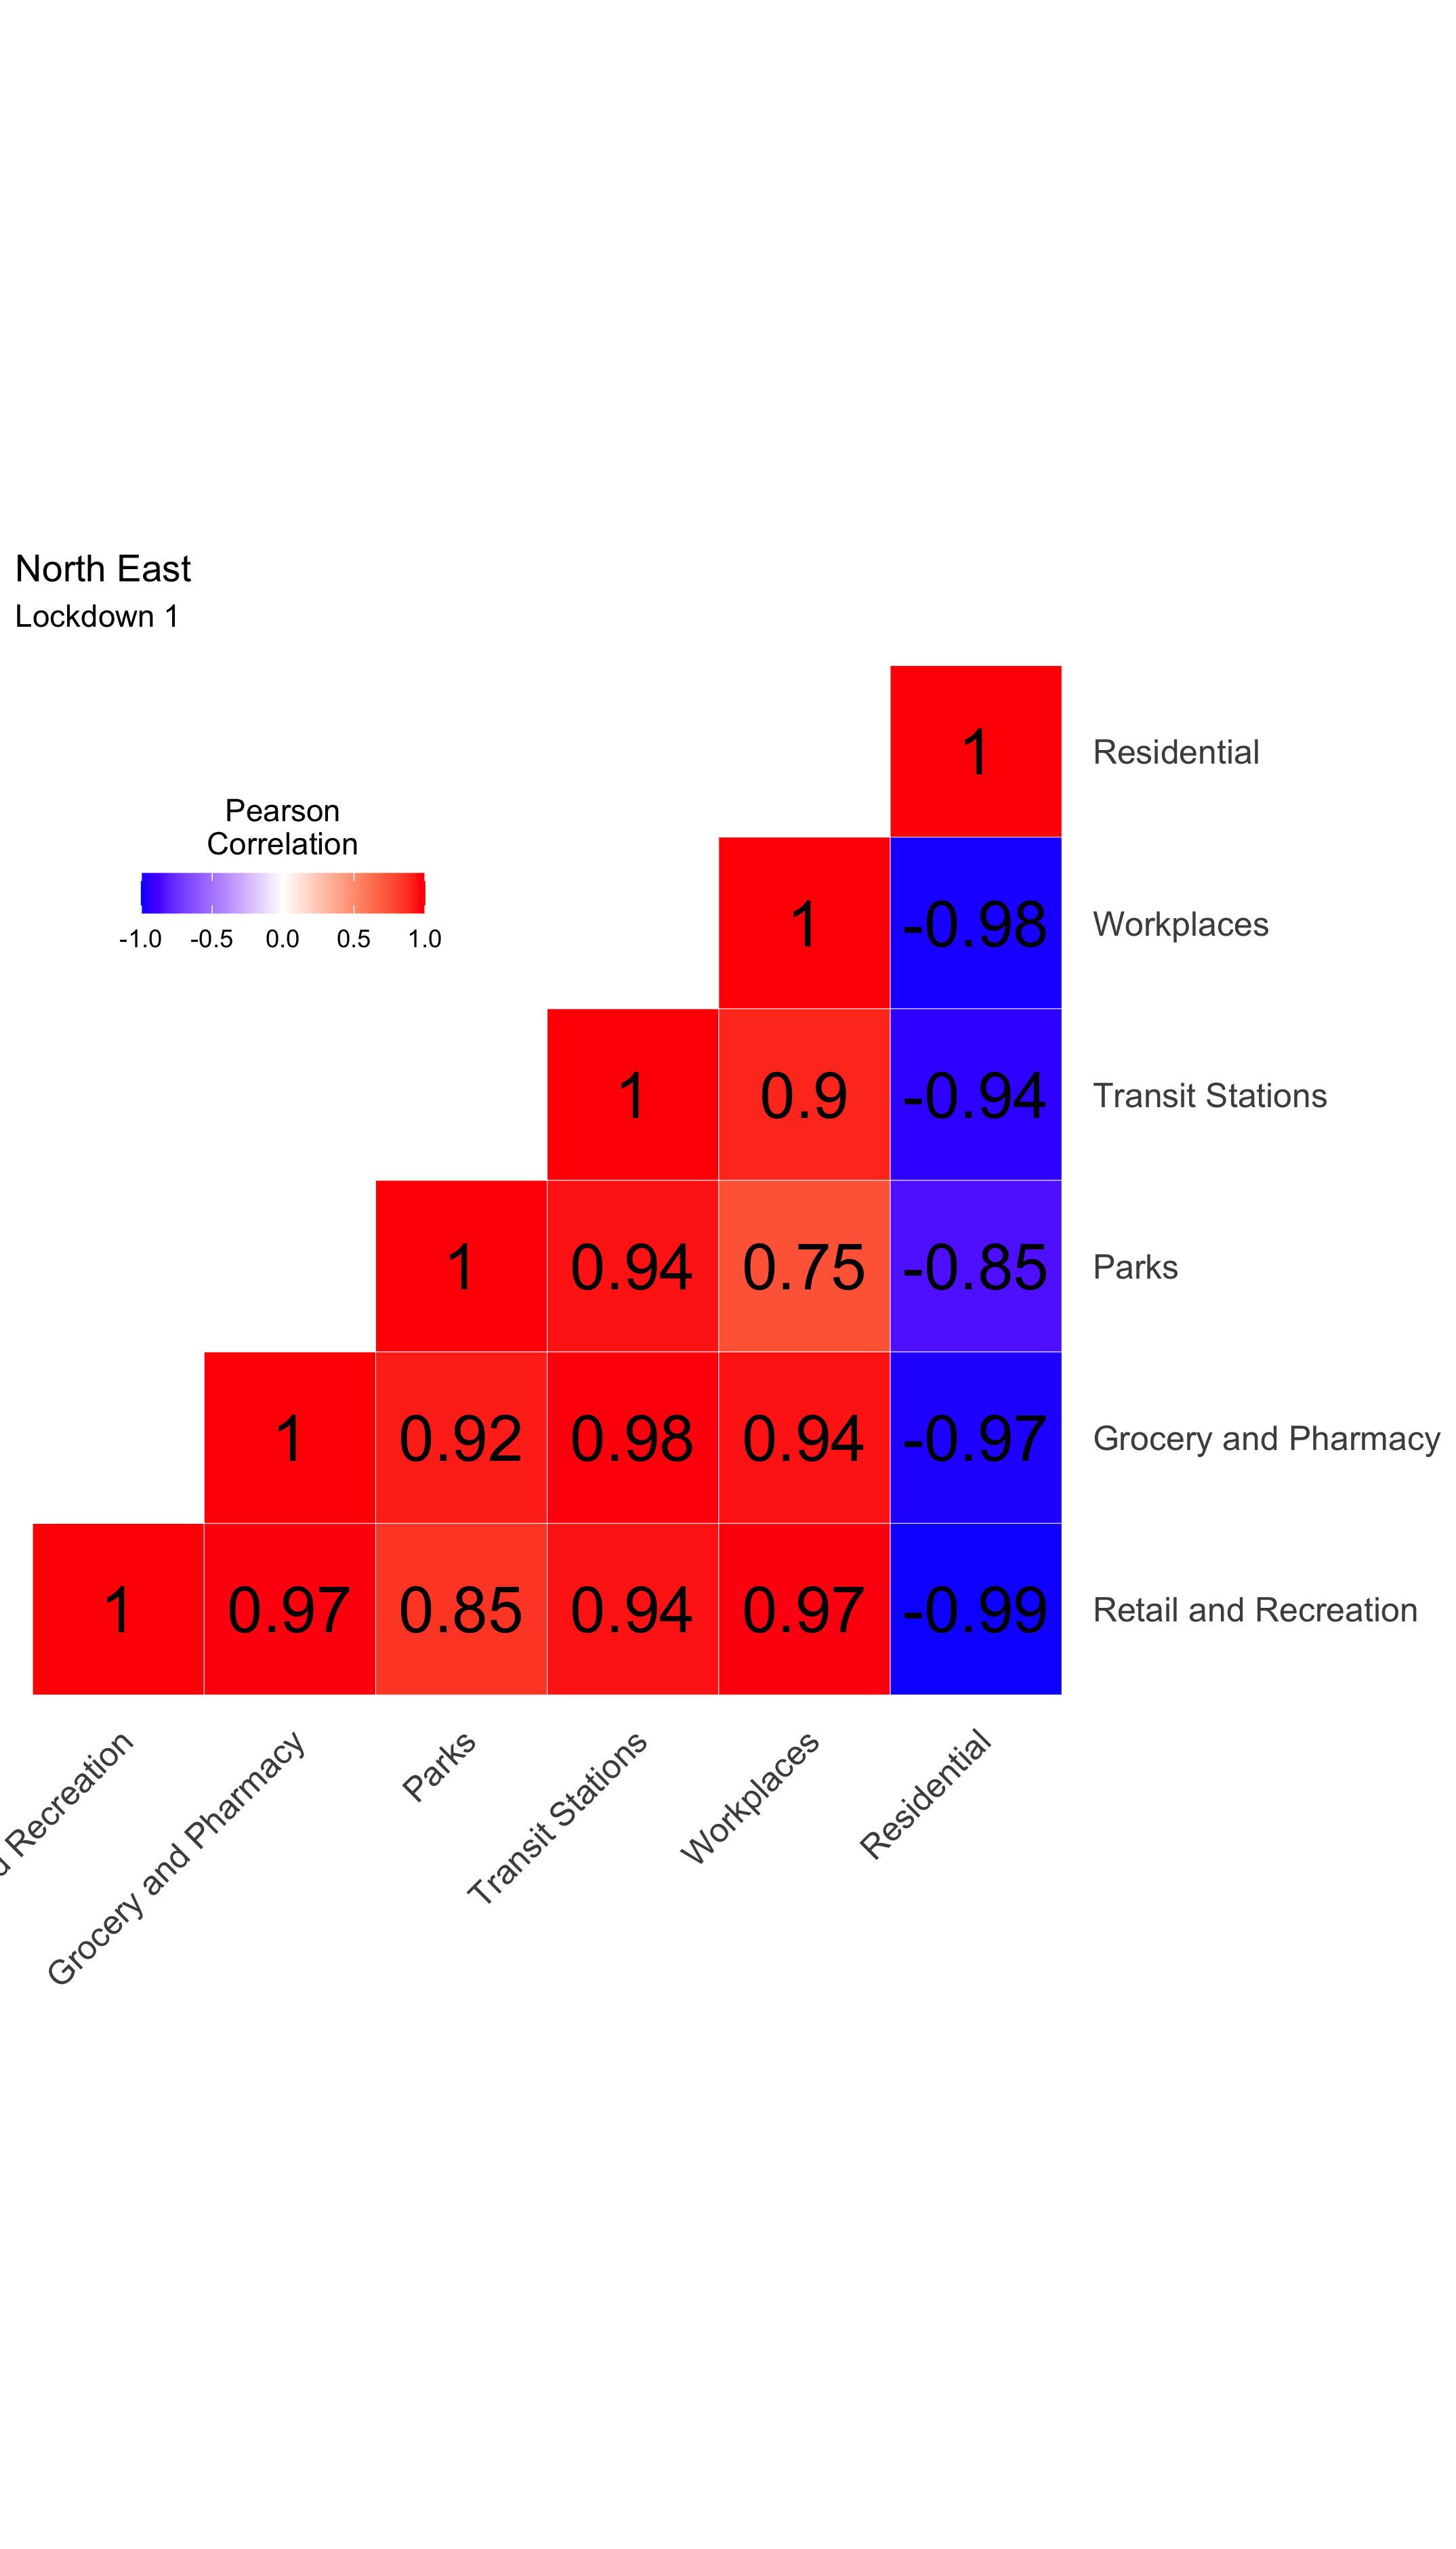 North East
Lockdown 1
1 Residential
Pearson
Correlation
-1.0 -0.5 0.0 0.5 1.0
1 -0.98 Workplaces
1 0.9 -0.94 Transit Stations
1 0.94 0.75 -0.85 Parks
1 0.92 0.98 0.94 -0.97 Grocery and Pharmacy
1 0.97 0.85 0.94 0.97 -0.99 Retail and Recreation
Recreation
Grocery and Pharmacy
Parks
Transit Stations
Workplaces
Residential